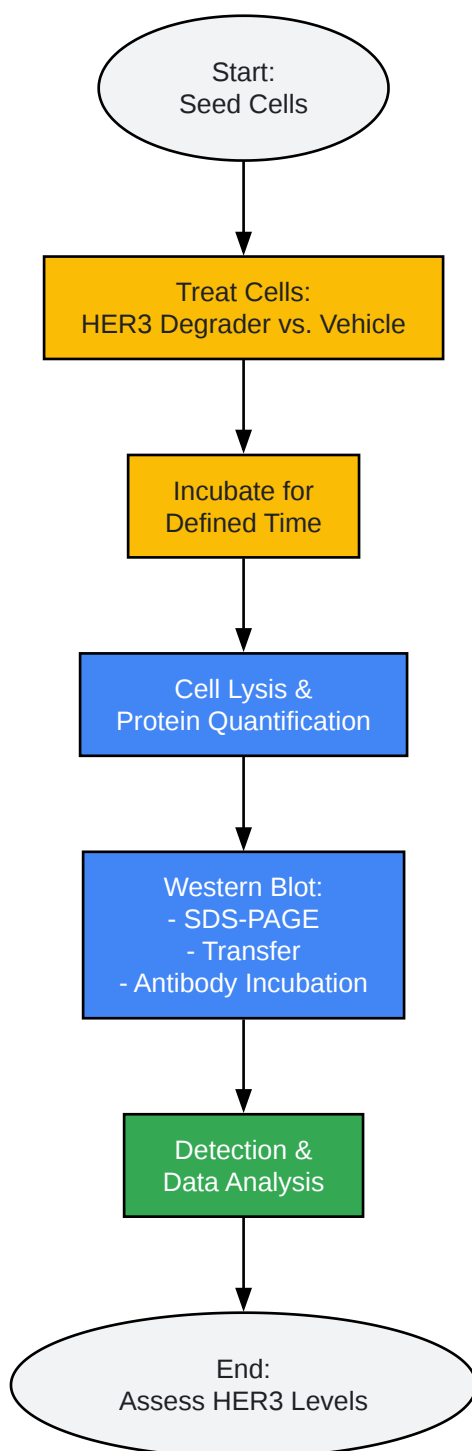 Start:
Seed Cells
Treat Cells:
HER3 Degrader vs. Vehicle
Incubate for
Defined Time
Cell Lysis &
Protein Quantification
Western Blot:
- SDS-PAGE
- Transfer
- Antibody Incubation
Detection &
Data Analysis
End:
Assess HER3 Levels